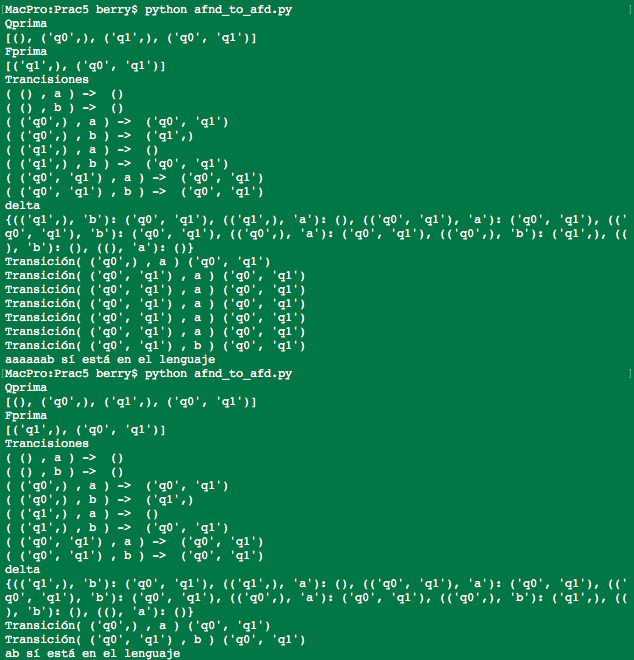 [MacPro:Prac5 berry$ python afnd_to_afd.py ]
Qprima
[(), ('q0',), ('q1',), ('q0', 'q1')]
Fprima
[('q1',), ('q0', 'q1')]
Trancisiones
( () , a ) ->  ()
( () , b ) ->  ()
( ('q0',) , a ) ->  ('q0', 'q1')
( ('q0',) , b ) ->  ('q1',)
( ('q1',) , a ) ->  ()
( ('q1',) , b ) ->  ('q0', 'q1')
( ('q0', 'q1') , a ) ->  ('q0', 'q1')
( ('q0', 'q1') , b ) ->  ('q0', 'q1')
delta
{(('q1',), 'b'): ('q0', 'q1'), (('q1',), 'a'): (), (('q0', 'q1'), 'a'): ('q0', 'q1'), (('
q0', 'q1'), 'b'): ('q0', 'q1'), (('q0',), 'a'): ('q0', 'q1'), (('q0',), 'b'): ('q1',), ((
), 'b'): (), ((), 'a'): ()}
Transición( ('q0',) , a ) ('q0', 'q1')
Transición( ('q0', 'q1') , a ) ('q0', 'q1')
Transición( ('q0', 'q1') , a ) ('q0', 'q1')
Transición( ('q0', 'q1') , a ) ('q0', 'q1')
Transición( ('q0', 'q1') , a ) ('q0', 'q1')
Transición( ('q0', 'q1') , a ) ('q0', 'q1')
Transición( ('q0', 'q1') , b ) ('q0', 'q1')
aaaaaab sí está en el lenguaje
[MacPro:Prac5 berry$ python afnd_to_afd.py ]
Qprima
[(), ('q0',), ('q1',), ('q0', 'q1')]
Fprima
[('q1',), ('q0', 'q1')]
Trancisiones
( () , a ) ->  ()
( () , b ) ->  ()
( ('q0',) , a ) ->  ('q0', 'q1')
( ('q0',) , b ) ->  ('q1',)
( ('q1',) , a ) ->  ()
( ('q1',) , b ) ->  ('q0', 'q1')
( ('q0', 'q1') , a ) ->  ('q0', 'q1')
( ('q0', 'q1') , b ) ->  ('q0', 'q1')
delta
{(('q1',), 'b'): ('q0', 'q1'), (('q1',), 'a'): (), (('q0', 'q1'), 'a'): ('q0', 'q1'), (('
q0', 'q1'), 'b'): ('q0', 'q1'), (('q0',), 'a'): ('q0', 'q1'), (('q0',), 'b'): ('q1',), ((
), 'b'): (), ((), 'a'): ()}
Transición( ('q0',) , a ) ('q0', 'q1')
Transición( ('q0', 'q1') , b ) ('q0', 'q1')
ab sí está en el lenguaje